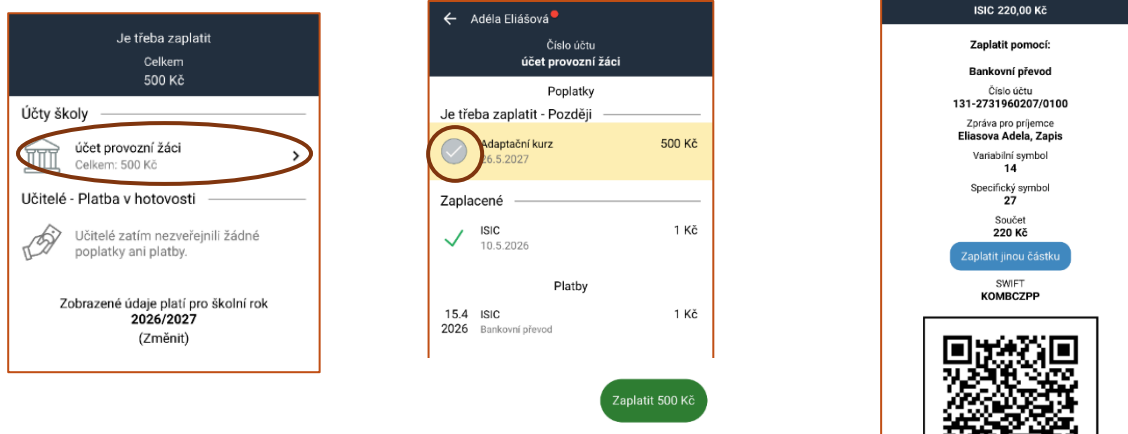 Je třeba zaplatit
Celkem
500 Kč
Účty školy
účet provozní žáci
Celkem: 500 Kč
Učitelé - Platba v hotovosti
Učitelé zatím nezveřejnili žádné
poplatky ani platby.
Zobrazené údaje platí pro školní rok
2026/2027
(Změnit)
Adéla Eliášová
Číslo účtu
účet provozní žáci
Poplatky
Je třeba zaplatit - Později
Adaptační kurz 500 Kč
26.5.2027
Zaplacené
ISIC 1 Kč
10.5.2026
Platby
15.4 ISIC 1 Kč
2026 Bankovní převod
Zaplatit 500 Kč
ISIC 220,00 Kč
Zaplatit pomocí:
Bankovní převod
Číslo účtu
131-2731960207/0100
Zpráva pro příjemce
Eliasova Adela, Zapis
Variabilní symbol
14
Specifický symbol
27
Součet
220 Kč
Zaplatit jinou částku
SWIFT
KOMBCZPP